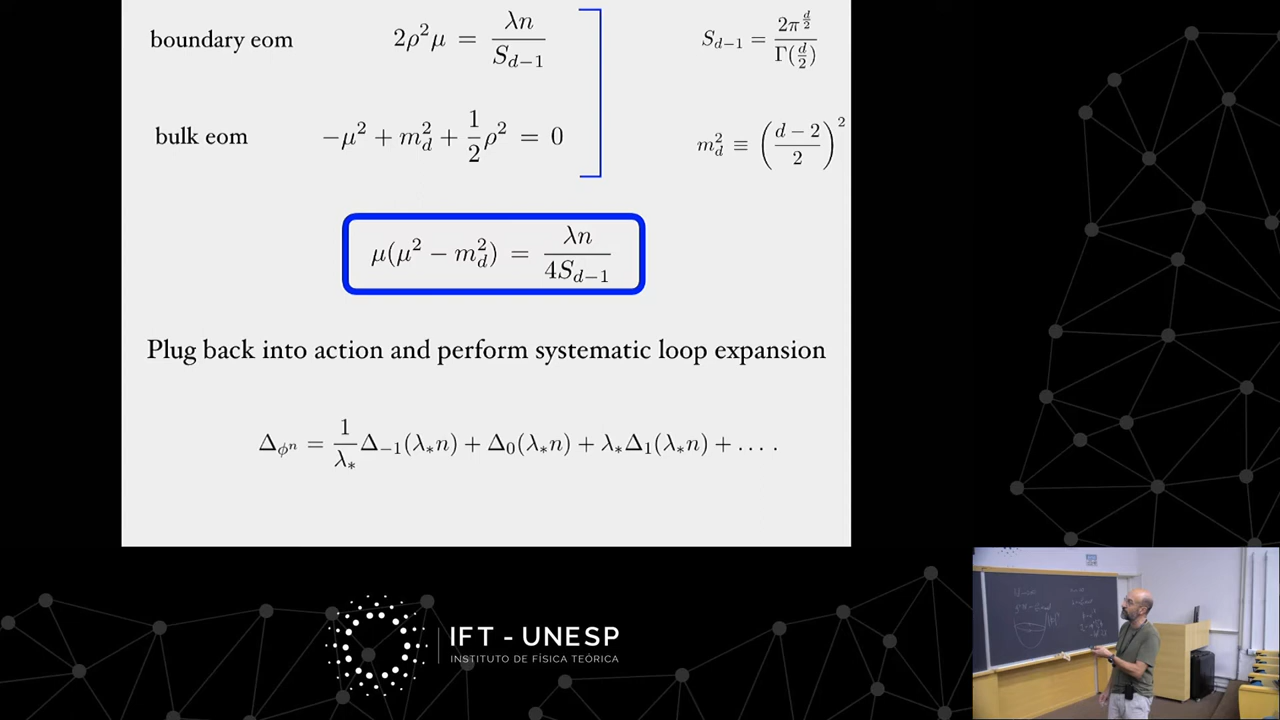 boundary eom 2ρ²μ = λn / S_{d−1} S_{d−1} = 2π^{d/2} / Γ(d/2)
bulk eom −μ² + m_d² + 1/2 ρ² = 0 m_d² ≡ ((d − 2)/2)²
μ(μ² − m_d²) = λn / 4S_{d−1}
Plug back into action and perform systematic loop expansion
Δ_{ϕⁿ} = 1/λ_* Δ_{−1}(λ_*n) + Δ_0(λ_*n) + λ_*Δ_1(λ_*n) + … .
IFT - UNESP
INSTITUTO DE FÍSICA TEÓRICA